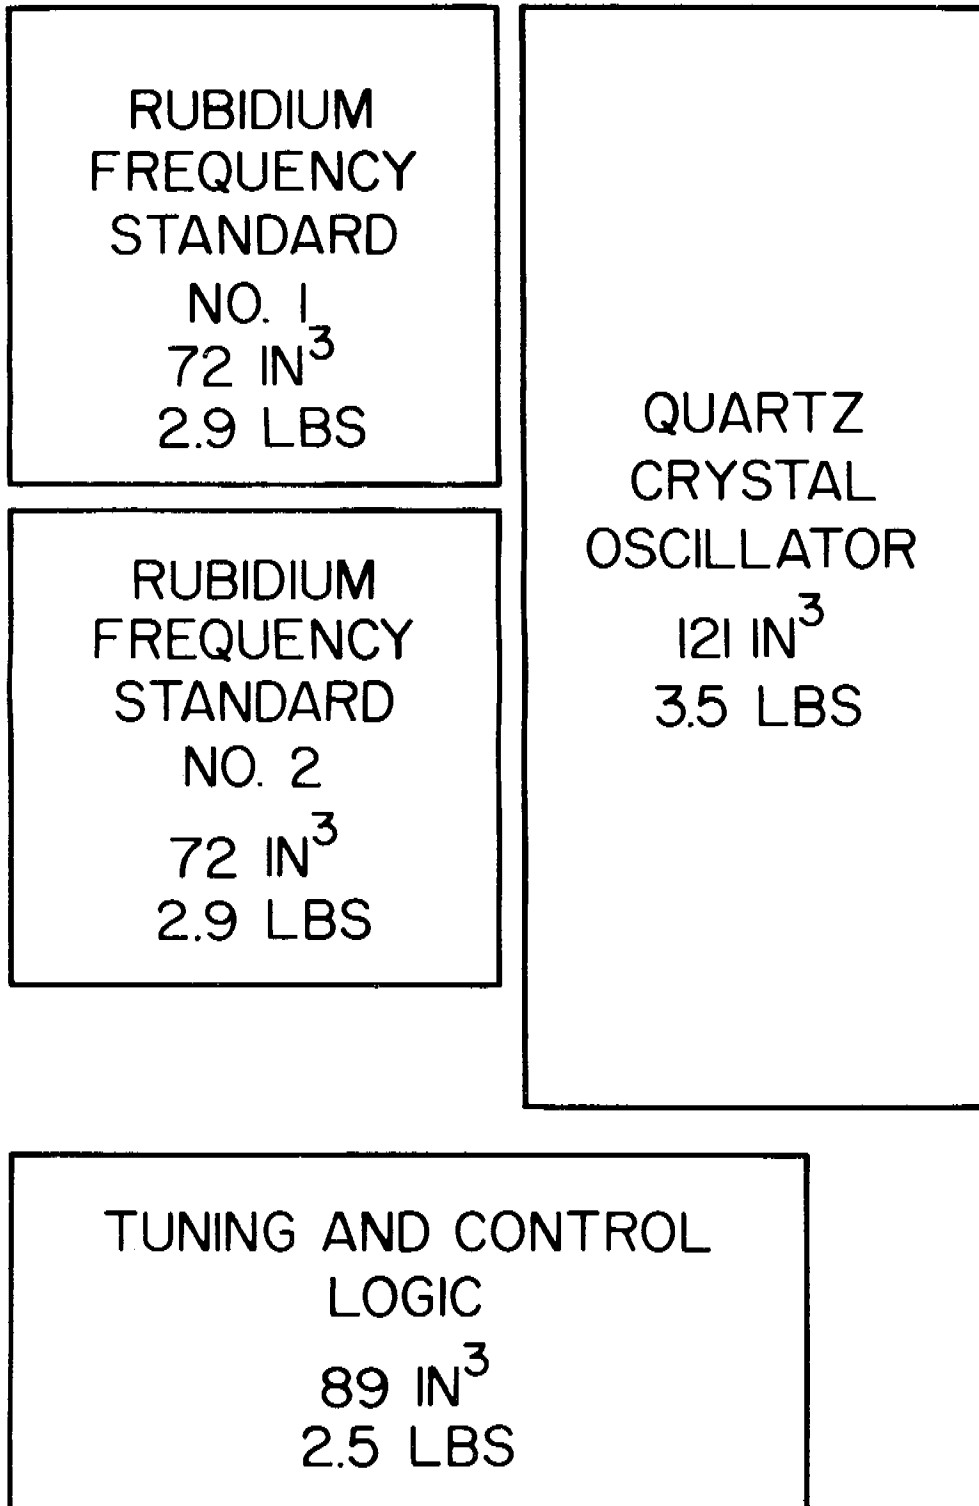 RUBIDIUM
FREQUENCY
STANDARD
NO. 1
72 IN³
2.9 LBS
RUBIDIUM
FREQUENCY
STANDARD
NO. 2
72 IN³
2.9 LBS
QUARTZ
CRYSTAL
OSCILLATOR
121 IN³
3.5 LBS
TUNING AND CONTROL
LOGIC
89 IN³
2.5 LBS